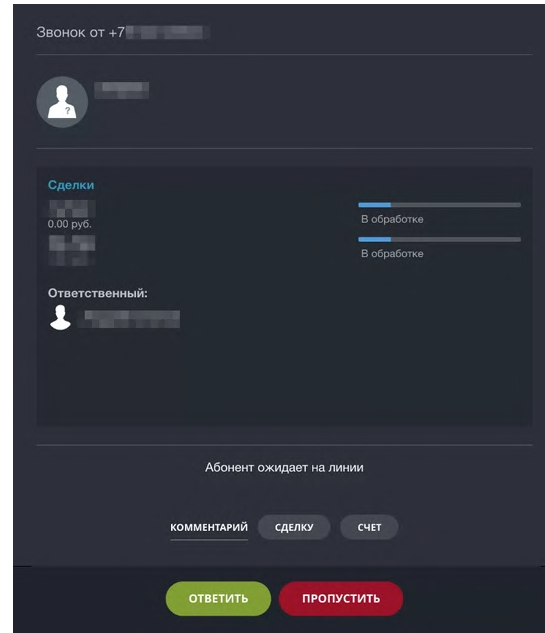 Звонок от +7
Сделки
0.00 руб.
В обработке
В обработке
Ответственный:
Абонент ожидает на линии
КОММЕНТАРИЙ СДЕЛКУ СЧЕТ
ОТВЕТИТЬ ПРОПУСТИТЬ